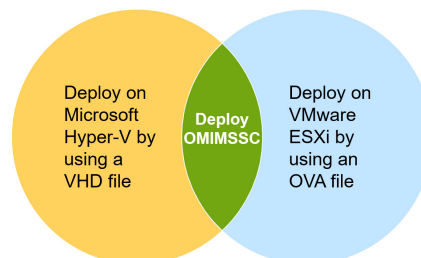 Deploy on
Microsoft
Hyper-V by
using a
VHD file
Deploy
OMIMSSC
Deploy on
VMware
ESXi by
using an
OVA file